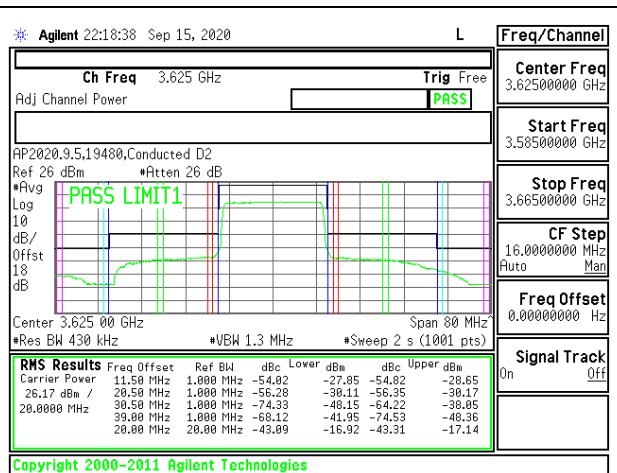 Agilent 22:18:38 Sep 15, 2020 L
Freq/Channel
Ch Freq 3.625 GHz Trig Free
Adj Channel Power PASS
Center Freq
3.62500000 GHz
Start Freq
3.58500000 GHz
Stop Freq
3.66500000 GHz
CF Step
16.0000000 MHz
Auto Man
Freq Offset
0.00000000 Hz
Signal Track
On Off
AP2020.9.5,19480,Conducted D2
Ref 26 dBm #Atten 26 dB
#Avg
Log
10
dB/
Offst
18
dB
PASS LIMIT1
Center 3.625 00 GHz Span 80 MHz^
#Res BW 430 kHz #VBW 1.3 MHz #Sweep 2 s (1001 pts)
RMS Results Freq Offset Ref BW dBc Lower dBm dBc Upper dBm
Carrier Power 11.50 MHz 1.000 MHz -54.02 -27.85 -54.82 -28.65
26.17 dBm / 20.50 MHz 1.000 MHz -56.28 -30.11 -56.35 -30.17
20.0000 MHz 30.50 MHz 1.000 MHz -74.33 -48.15 -64.22 -38.05
39.00 MHz 1.000 MHz -68.12 -41.95 -74.53 -48.36
20.00 MHz 20.00 MHz -43.09 -16.92 -43.31 -17.14
Copyright 2000-2011 Agilent Technologies